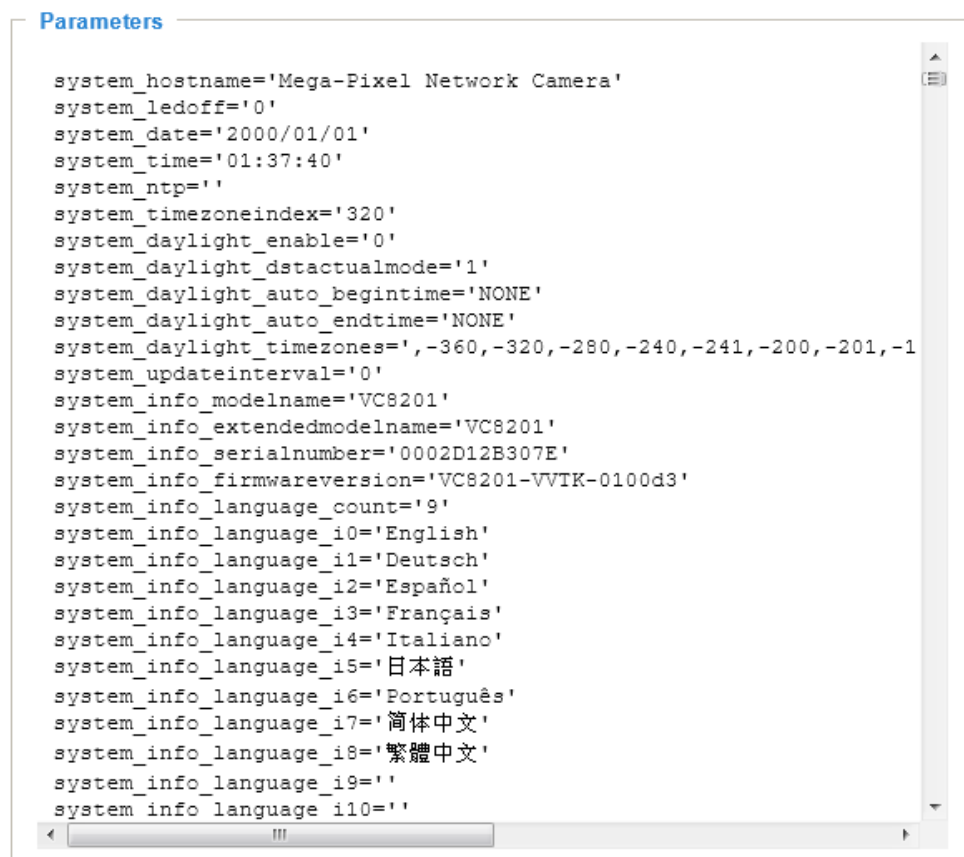 Parameters
system_hostname='Mega-Pixel Network Camera'
system_ledoff='0'
system_date='2000/01/01'
system_time='01:37:40'
system_ntp=''
system_timezoneindex='320'
system_daylight_enable='0'
system_daylight_dstactualmode='1'
system_daylight_auto_begintime='NONE'
system_daylight_auto_endtime='NONE'
system_daylight_timezones=',-360,-320,-280,-240,-241,-200,-201,-1
system_updateinterval='0'
system_info_modelname='VC8201'
system_info_extendedmodelname='VC8201'
system_info_serialnumber='0002D12B307E'
system_info_firmwareversion='VC8201-VVTK-0100d3'
system_info_language_count='9'
system_info_language_i0='English'
system_info_language_i1='Deutsch'
system_info_language_i2='Español'
system_info_language_i3='Français'
system_info_language_i4='Italiano'
system_info_language_i5='日本語'
system_info_language_i6='Português'
system_info_language_i7='简体中文'
system_info_language_i8='繁體中文'
system_info_language_i9=''
system_info_language_i10=''